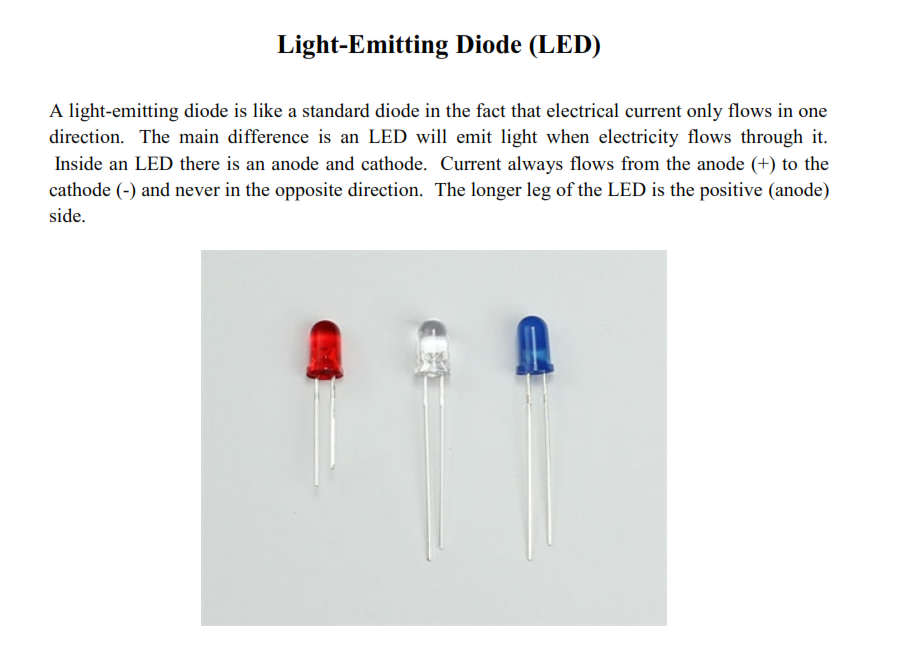 Light-Emitting Diode (LED)
A light-emitting diode is like a standard diode in the fact that electrical current only flows in one
direction. The main difference is an LED will emit light when electricity flows through it.
Inside an LED there is an anode and cathode. Current always flows from the anode (+) to the
cathode (-) and never in the opposite direction. The longer leg of the LED is the positive (anode)
side.